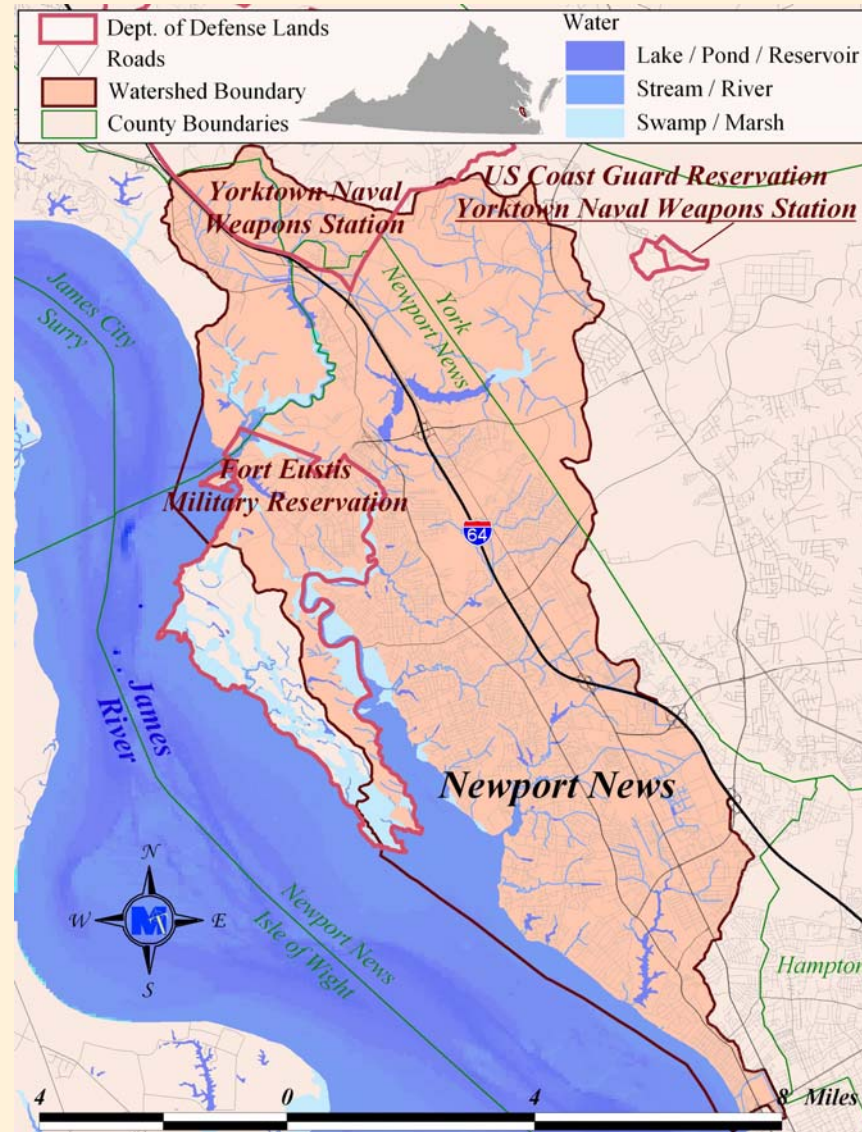 Dept. of Defense Lands
Roads
Watershed Boundary
County Boundaries
Water
Lake / Pond / Reservoir
Stream / River
Swamp / Marsh
Yorktown Naval
Weapons Station
US Coast Guard Reservation
Yorktown Naval Weapons Station
James City
Surry
York
Newport News
Fort Eustis
Military Reservation
64
James
River
Newport News
N
W
E
S
M
Newport News
Isle of Wight
Hampton
4
0
4
8 Miles